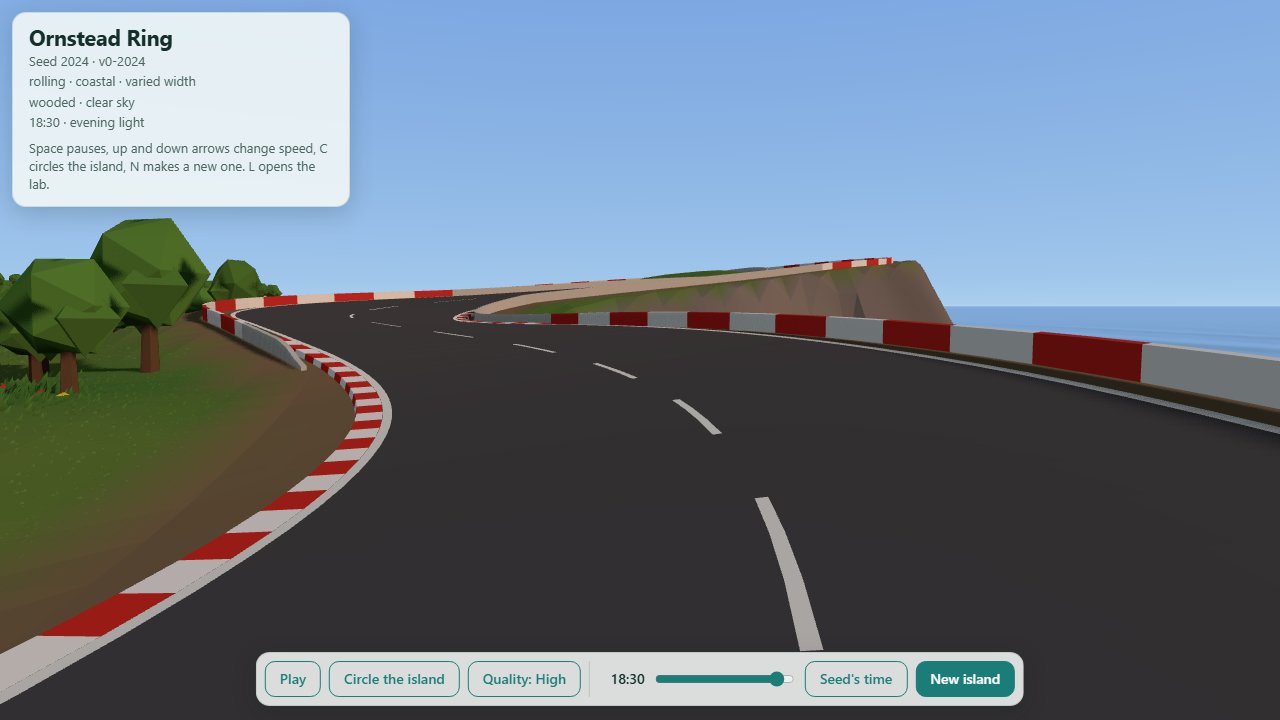 Ornstead Ring
Seed 2024 · v0-2024
rolling · coastal · varied width
wooded · clear sky
18:30 · evening light
Space pauses, up and down arrows change speed, C
circles the island, N makes a new one. L opens the
lab.
Play
Circle the island
Quality: High
18:30
Seed's time
New island